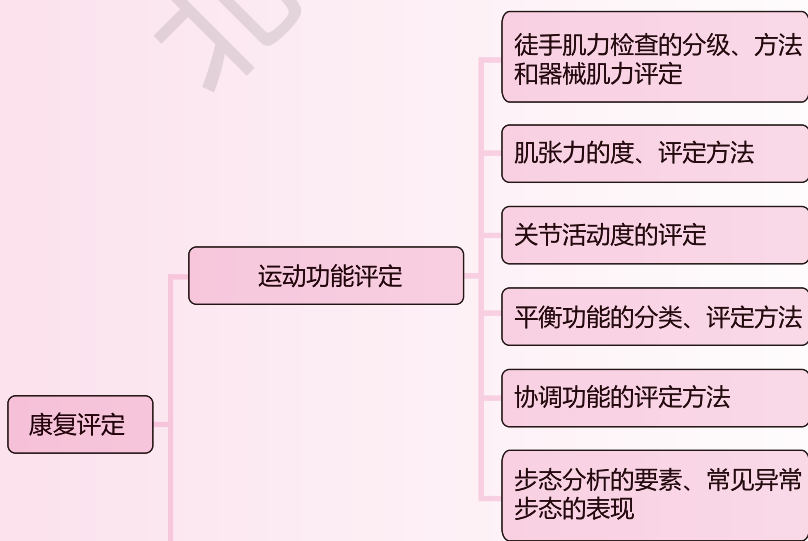 徒手肌力检查的分级、方法
和器械肌力评定
肌张力的度、评定方法
关节活动度的评定
运动功能评定
平衡功能的分类、评定方法
协调功能的评定方法
康复评定
步态分析的要素、常见异常
步态的表现